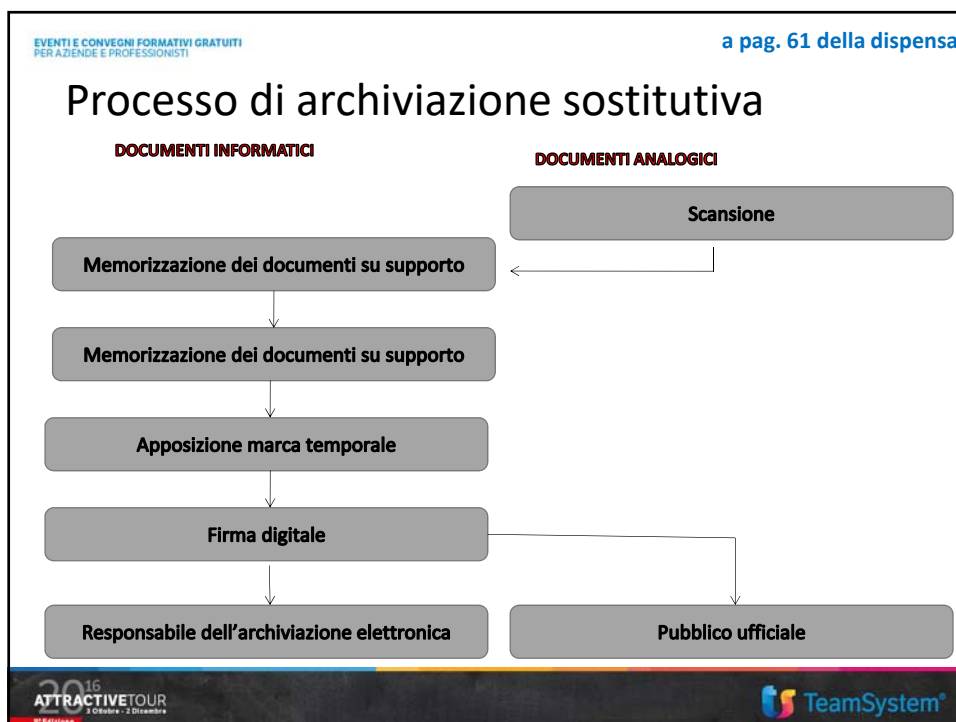 EVENTI E CONVEGNI FORMATIVI GRATUITI
PER AZIENDE E PROFESSIONISTI
a pag. 61 della dispensa
Processo di archiviazione sostitutiva
DOCUMENTI INFORMATICI
DOCUMENTI ANALOGICI
Scansione
Memorizzazione dei documenti su supporto
Memorizzazione dei documenti su supporto
Apposizione marca temporale
Firma digitale
Responsabile dell’archiviazione elettronica
Pubblico ufficiale
2016
ATTRACTIVETOUR
3 Ottobre - 2 Dicembre
TeamSystem®